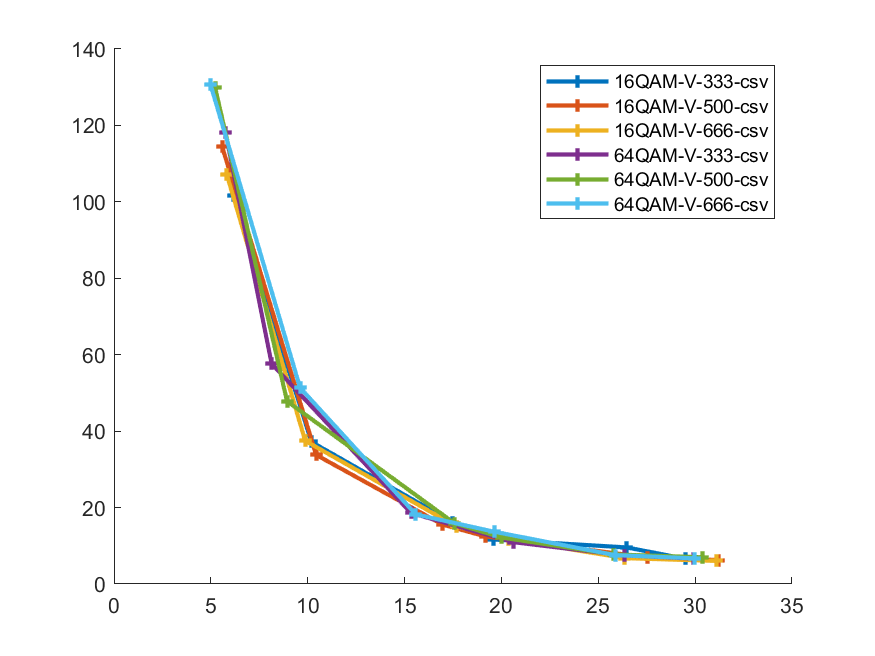 140
120
100
80
60
40
20
0
0 5 10 15 20 25 30 35
16QAM-V-333-csv
16QAM-V-500-csv
16QAM-V-666-csv
64QAM-V-333-csv
64QAM-V-500-csv
64QAM-V-666-csv